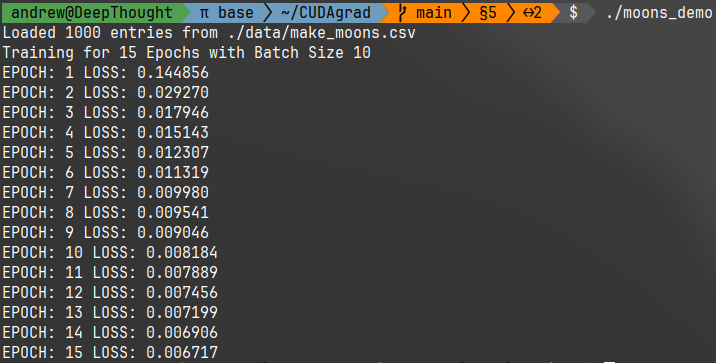 andrew@DeepThought π base ~/CUDAgrad main §5 ↔2 $ ./moons_demo
Loaded 1000 entries from ./data/make_moons.csv
Training for 15 Epochs with Batch Size 10
EPOCH: 1 LOSS: 0.144856
EPOCH: 2 LOSS: 0.029270
EPOCH: 3 LOSS: 0.017946
EPOCH: 4 LOSS: 0.015143
EPOCH: 5 LOSS: 0.012307
EPOCH: 6 LOSS: 0.011319
EPOCH: 7 LOSS: 0.009980
EPOCH: 8 LOSS: 0.009541
EPOCH: 9 LOSS: 0.009046
EPOCH: 10 LOSS: 0.008184
EPOCH: 11 LOSS: 0.007889
EPOCH: 12 LOSS: 0.007456
EPOCH: 13 LOSS: 0.007199
EPOCH: 14 LOSS: 0.006906
EPOCH: 15 LOSS: 0.006717